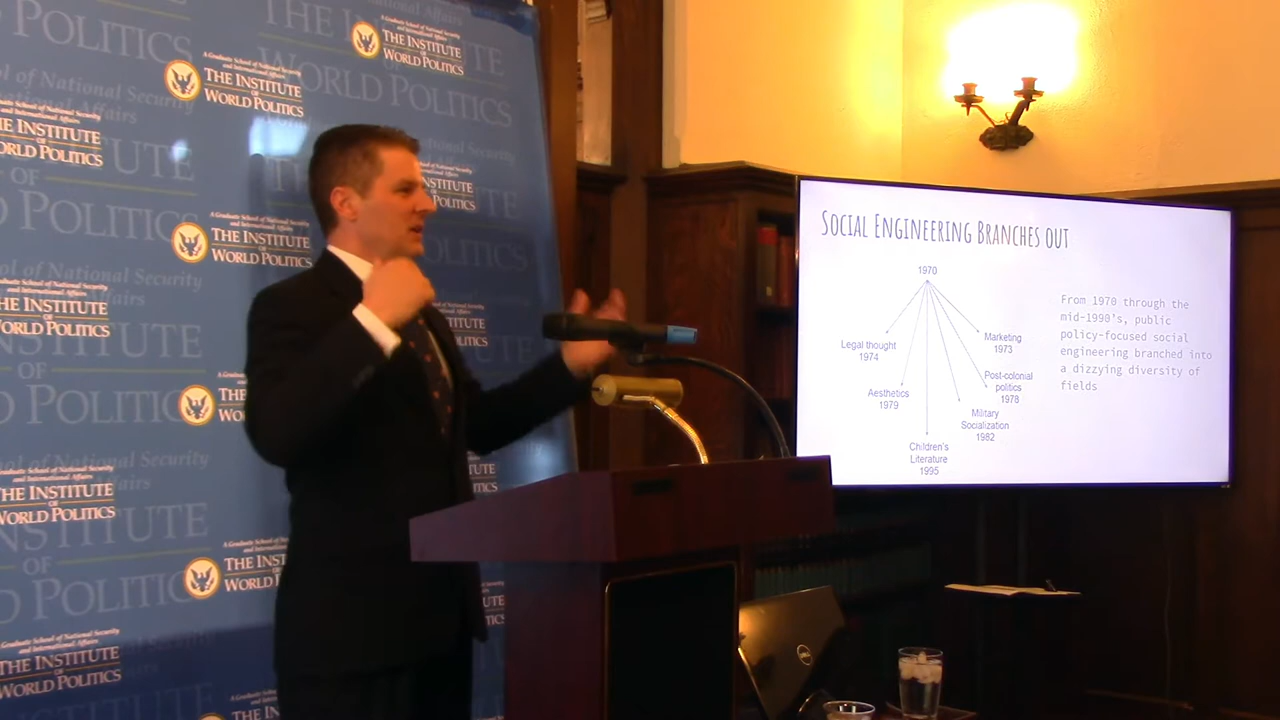 A Graduate School of National Security
and International Affairs
THE INSTITUTE
OF
WORLD POLITICS
SOCIAL ENGINEERING BRANCHES OUT
1970
Legal thought
1974
Aesthetics
1979
Children's
Literature
1995
Military
Socialization
1982
Post-colonial
politics
1978
Marketing
1973
From 1970 through the
mid-1990's, public
policy-focused social
engineering branched into
a dizzying diversity of
fields
DELL